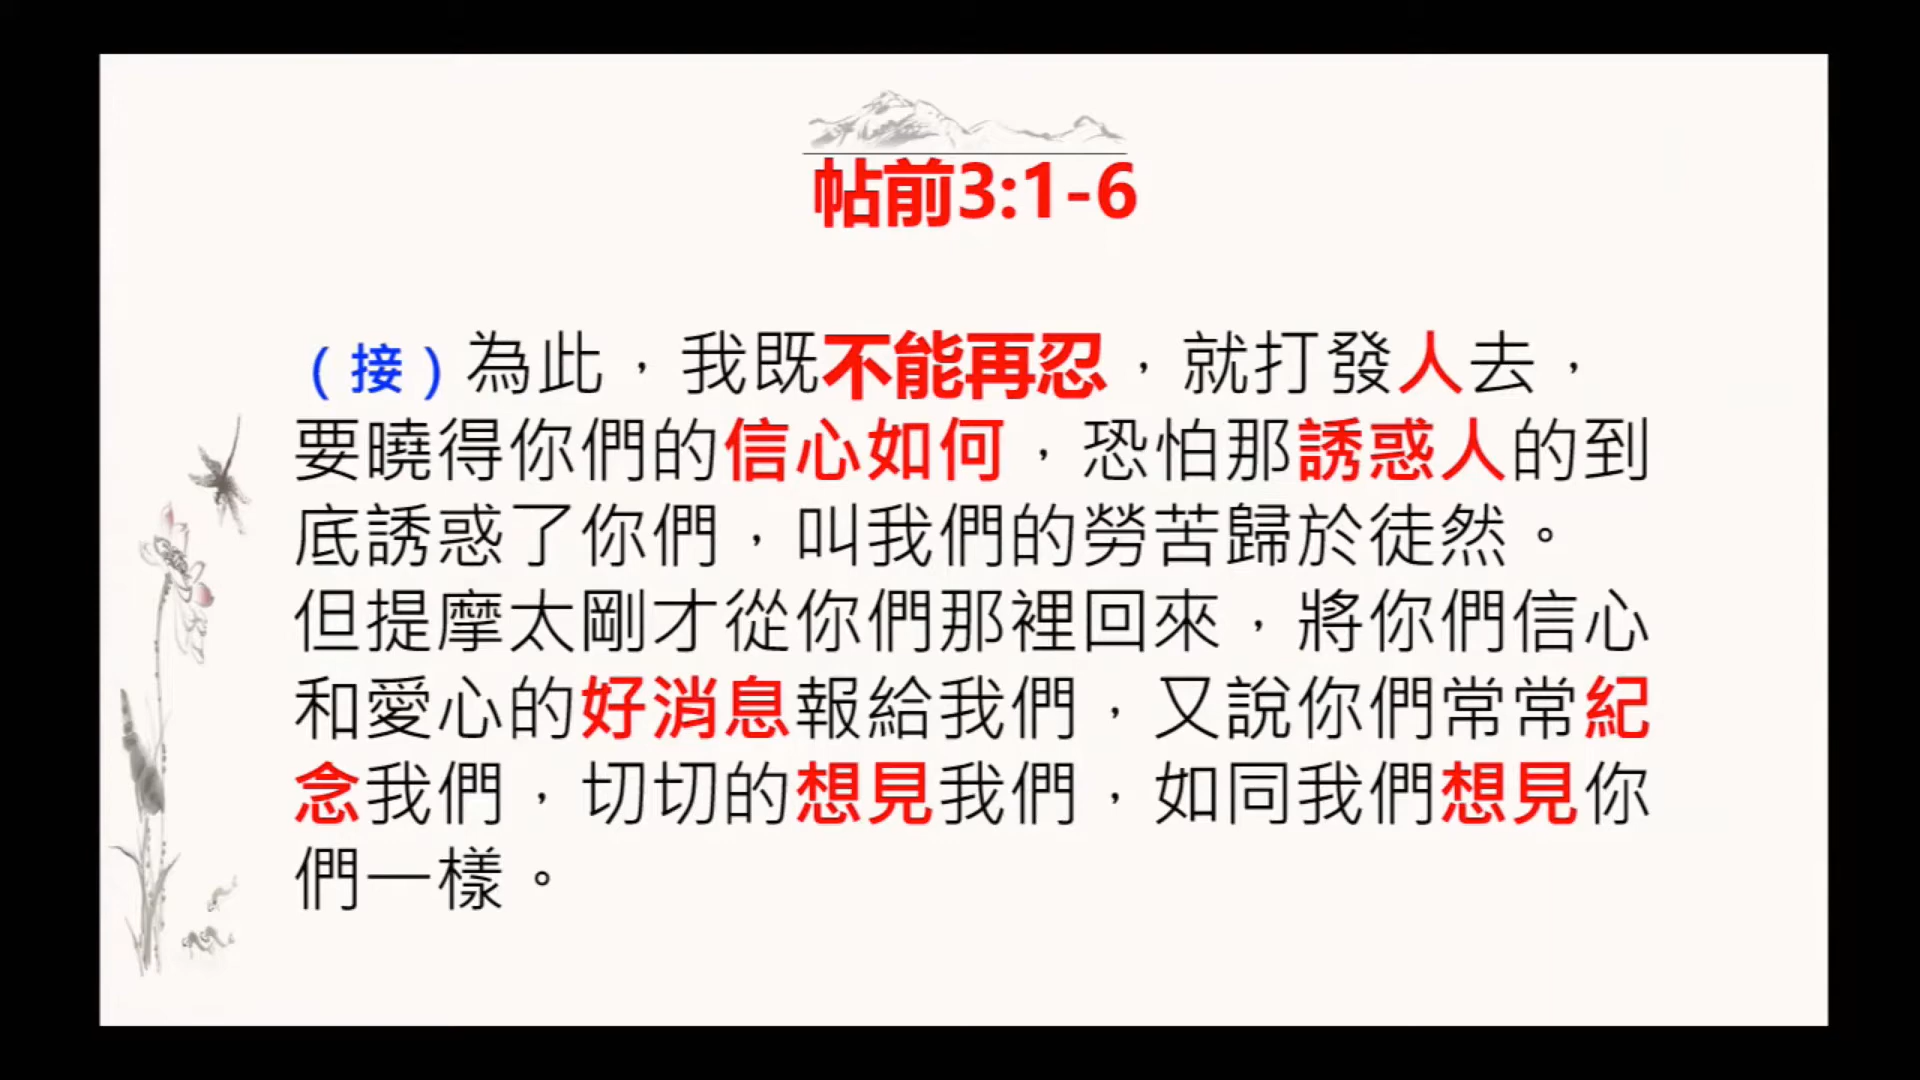 帖前3:1-6
（接）為此，我既不能再忍，就打發人去，
要曉得你們的信心如何，恐怕那誘惑人的到
底誘惑了你們，叫我們的勞苦歸於徒然。
但提摩太剛才從你們那裡回來，將你們信心
和愛心的好消息報給我們，又說你們常常紀
念我們，切切的想見我們，如同我們想見你
們一樣。